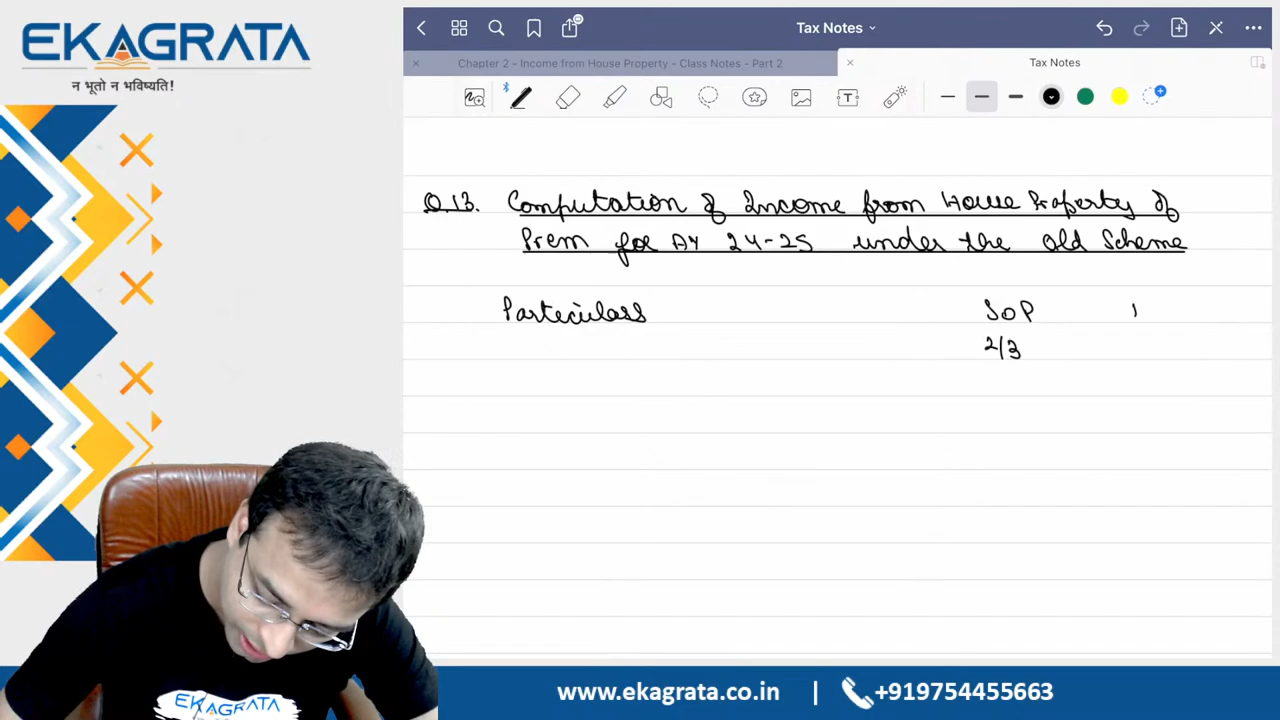 EKAGRATA
न भूतो न भविष्यति!
Tax Notes
Chapter 2 - Income from House Property - Class Notes - Part 2
Tax Notes
Q.13. Computation of Income from House Property of
Prem for AY 24-25 under the Old Scheme
Particulars SOP
2/3
EKAGRATA
www.ekagrata.co.in | +919754455663